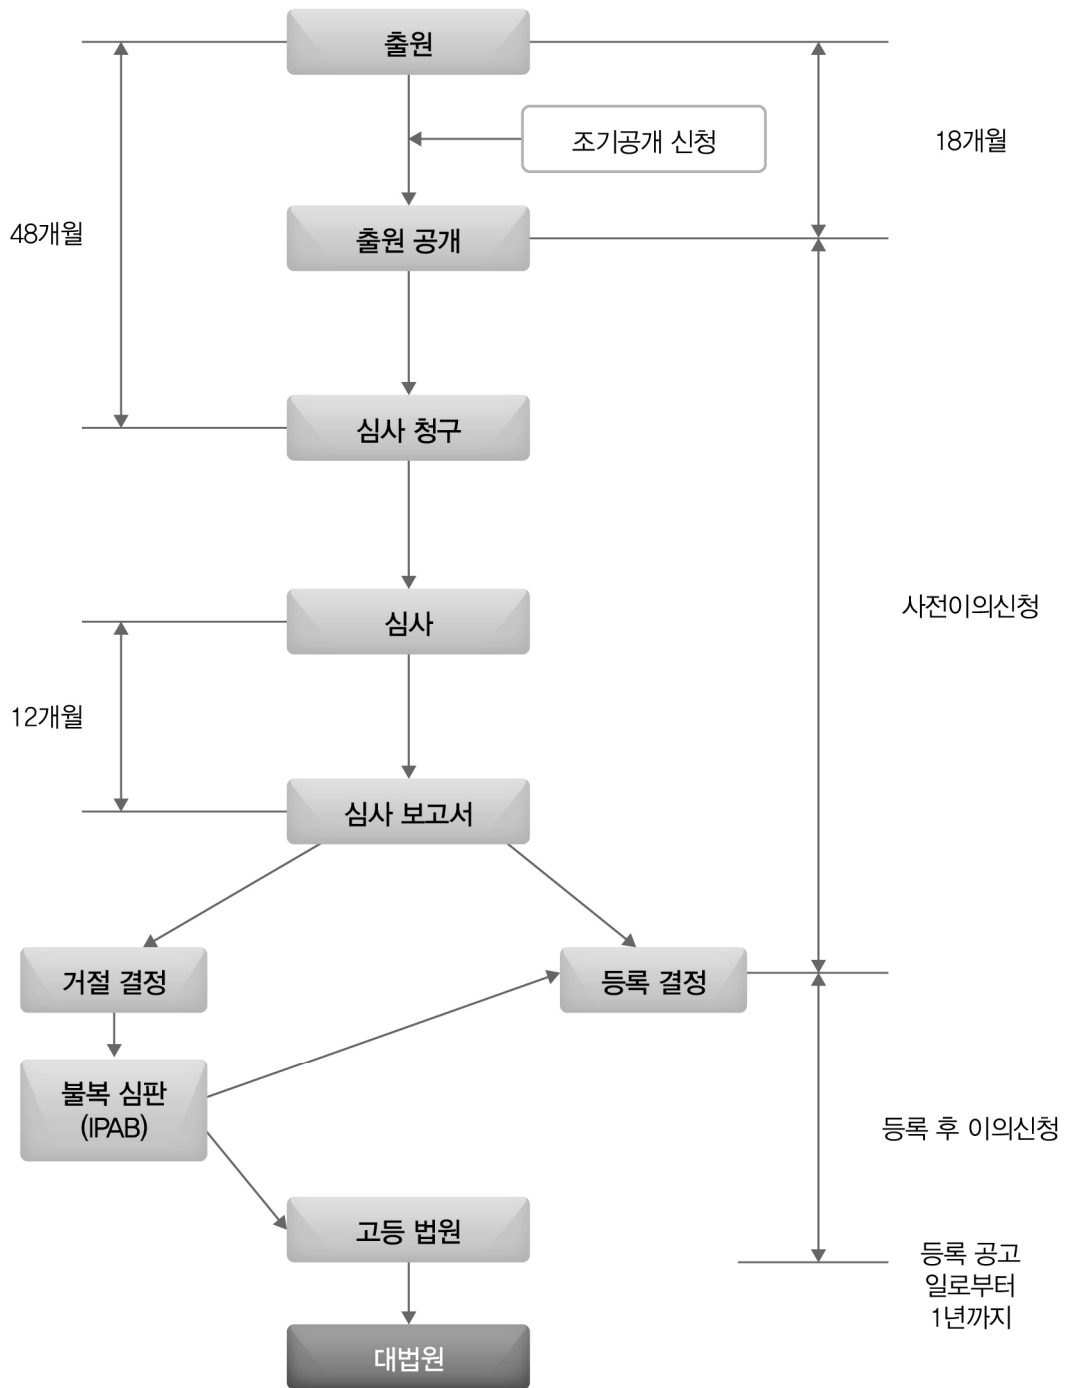 출원
조기공개 신청
18개월
48개월
출원 공개
심사 청구
심사
사전이의신청
12개월
심사 보고서
거절 결정
등록 결정
불복 심판
(IPAB)
등록 후 이의신청
고등 법원
등록 공고
일로부터
1년까지
대법원